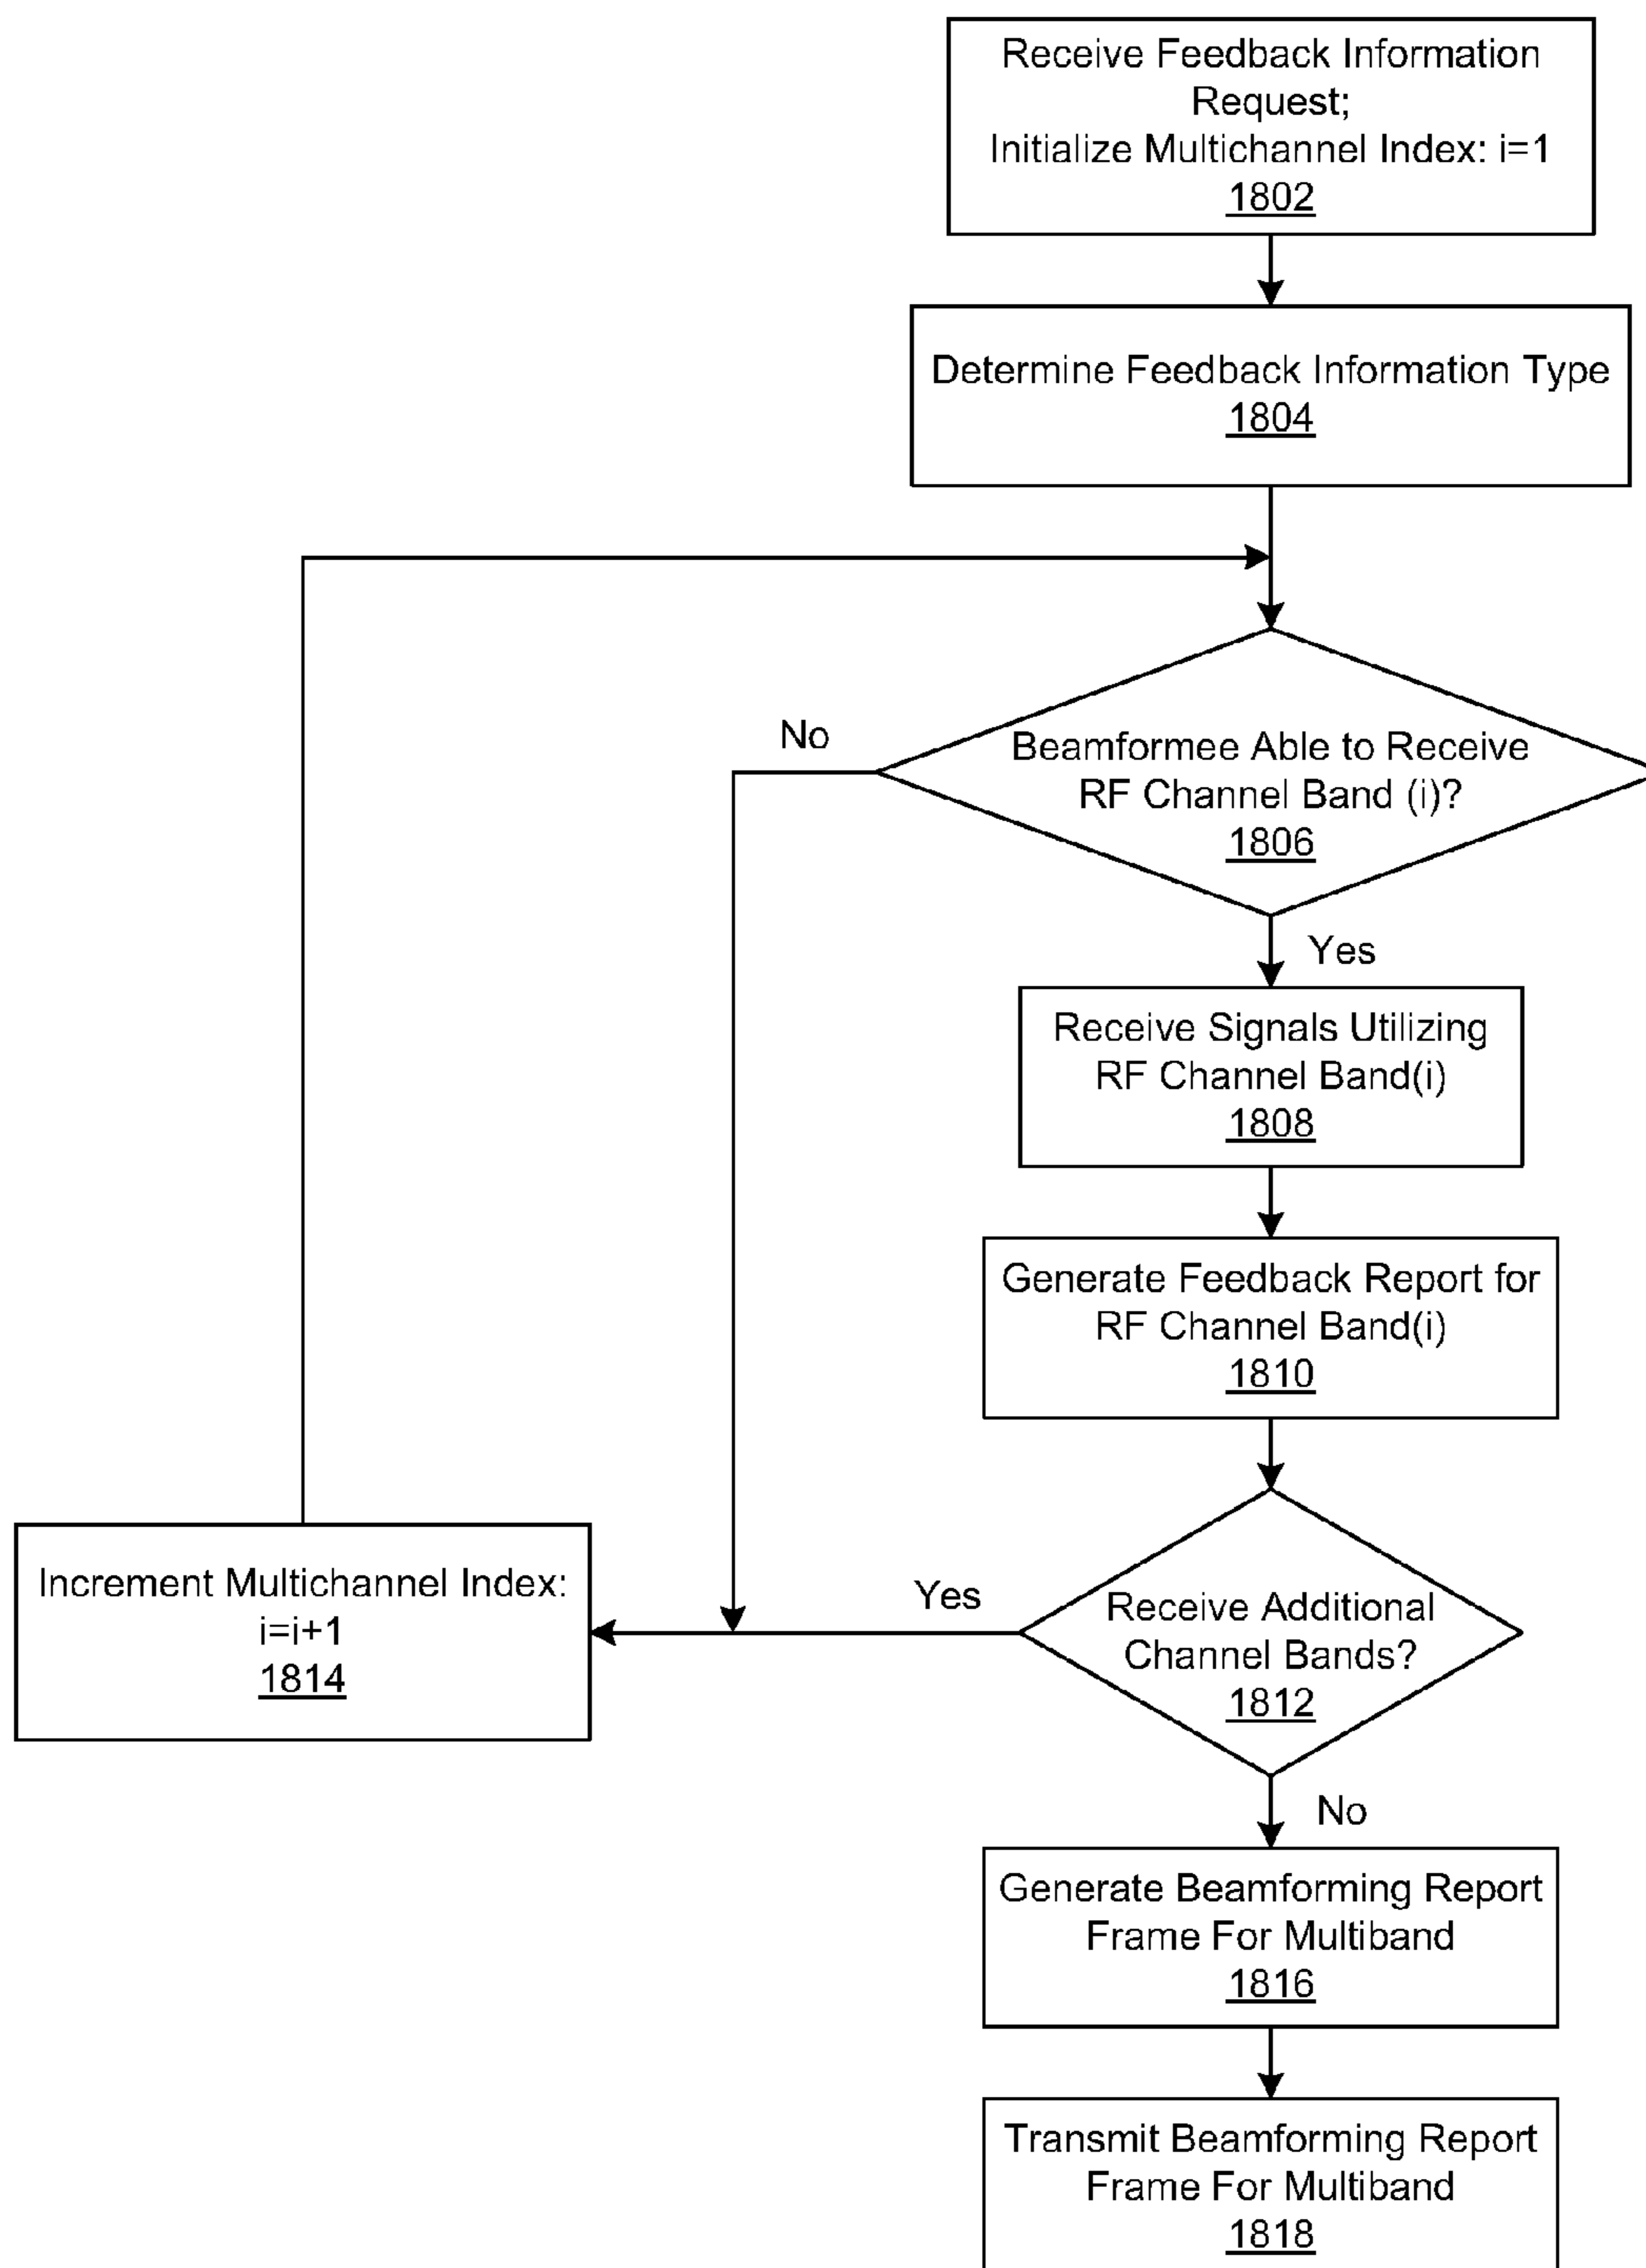 Receive Feedback Information
Request;
Initialize Multichannel Index: i=1
1802
Determine Feedback Information Type
1804
No
Beamformee Able to Receive
RF Channel Band (i)?
1806
Yes
Receive Signals Utilizing
RF Channel Band(i)
1808
Generate Feedback Report for
RF Channel Band(i)
1810
Increment Multichannel Index:
i=i+1
1814
Yes
Receive Additional
Channel Bands?
1812
No
Generate Beamforming Report
Frame For Multiband
1816
Transmit Beamforming Report
Frame For Multiband
1818